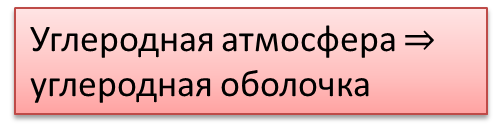 Углеродная атмосфера ⇒
углеродная оболочка